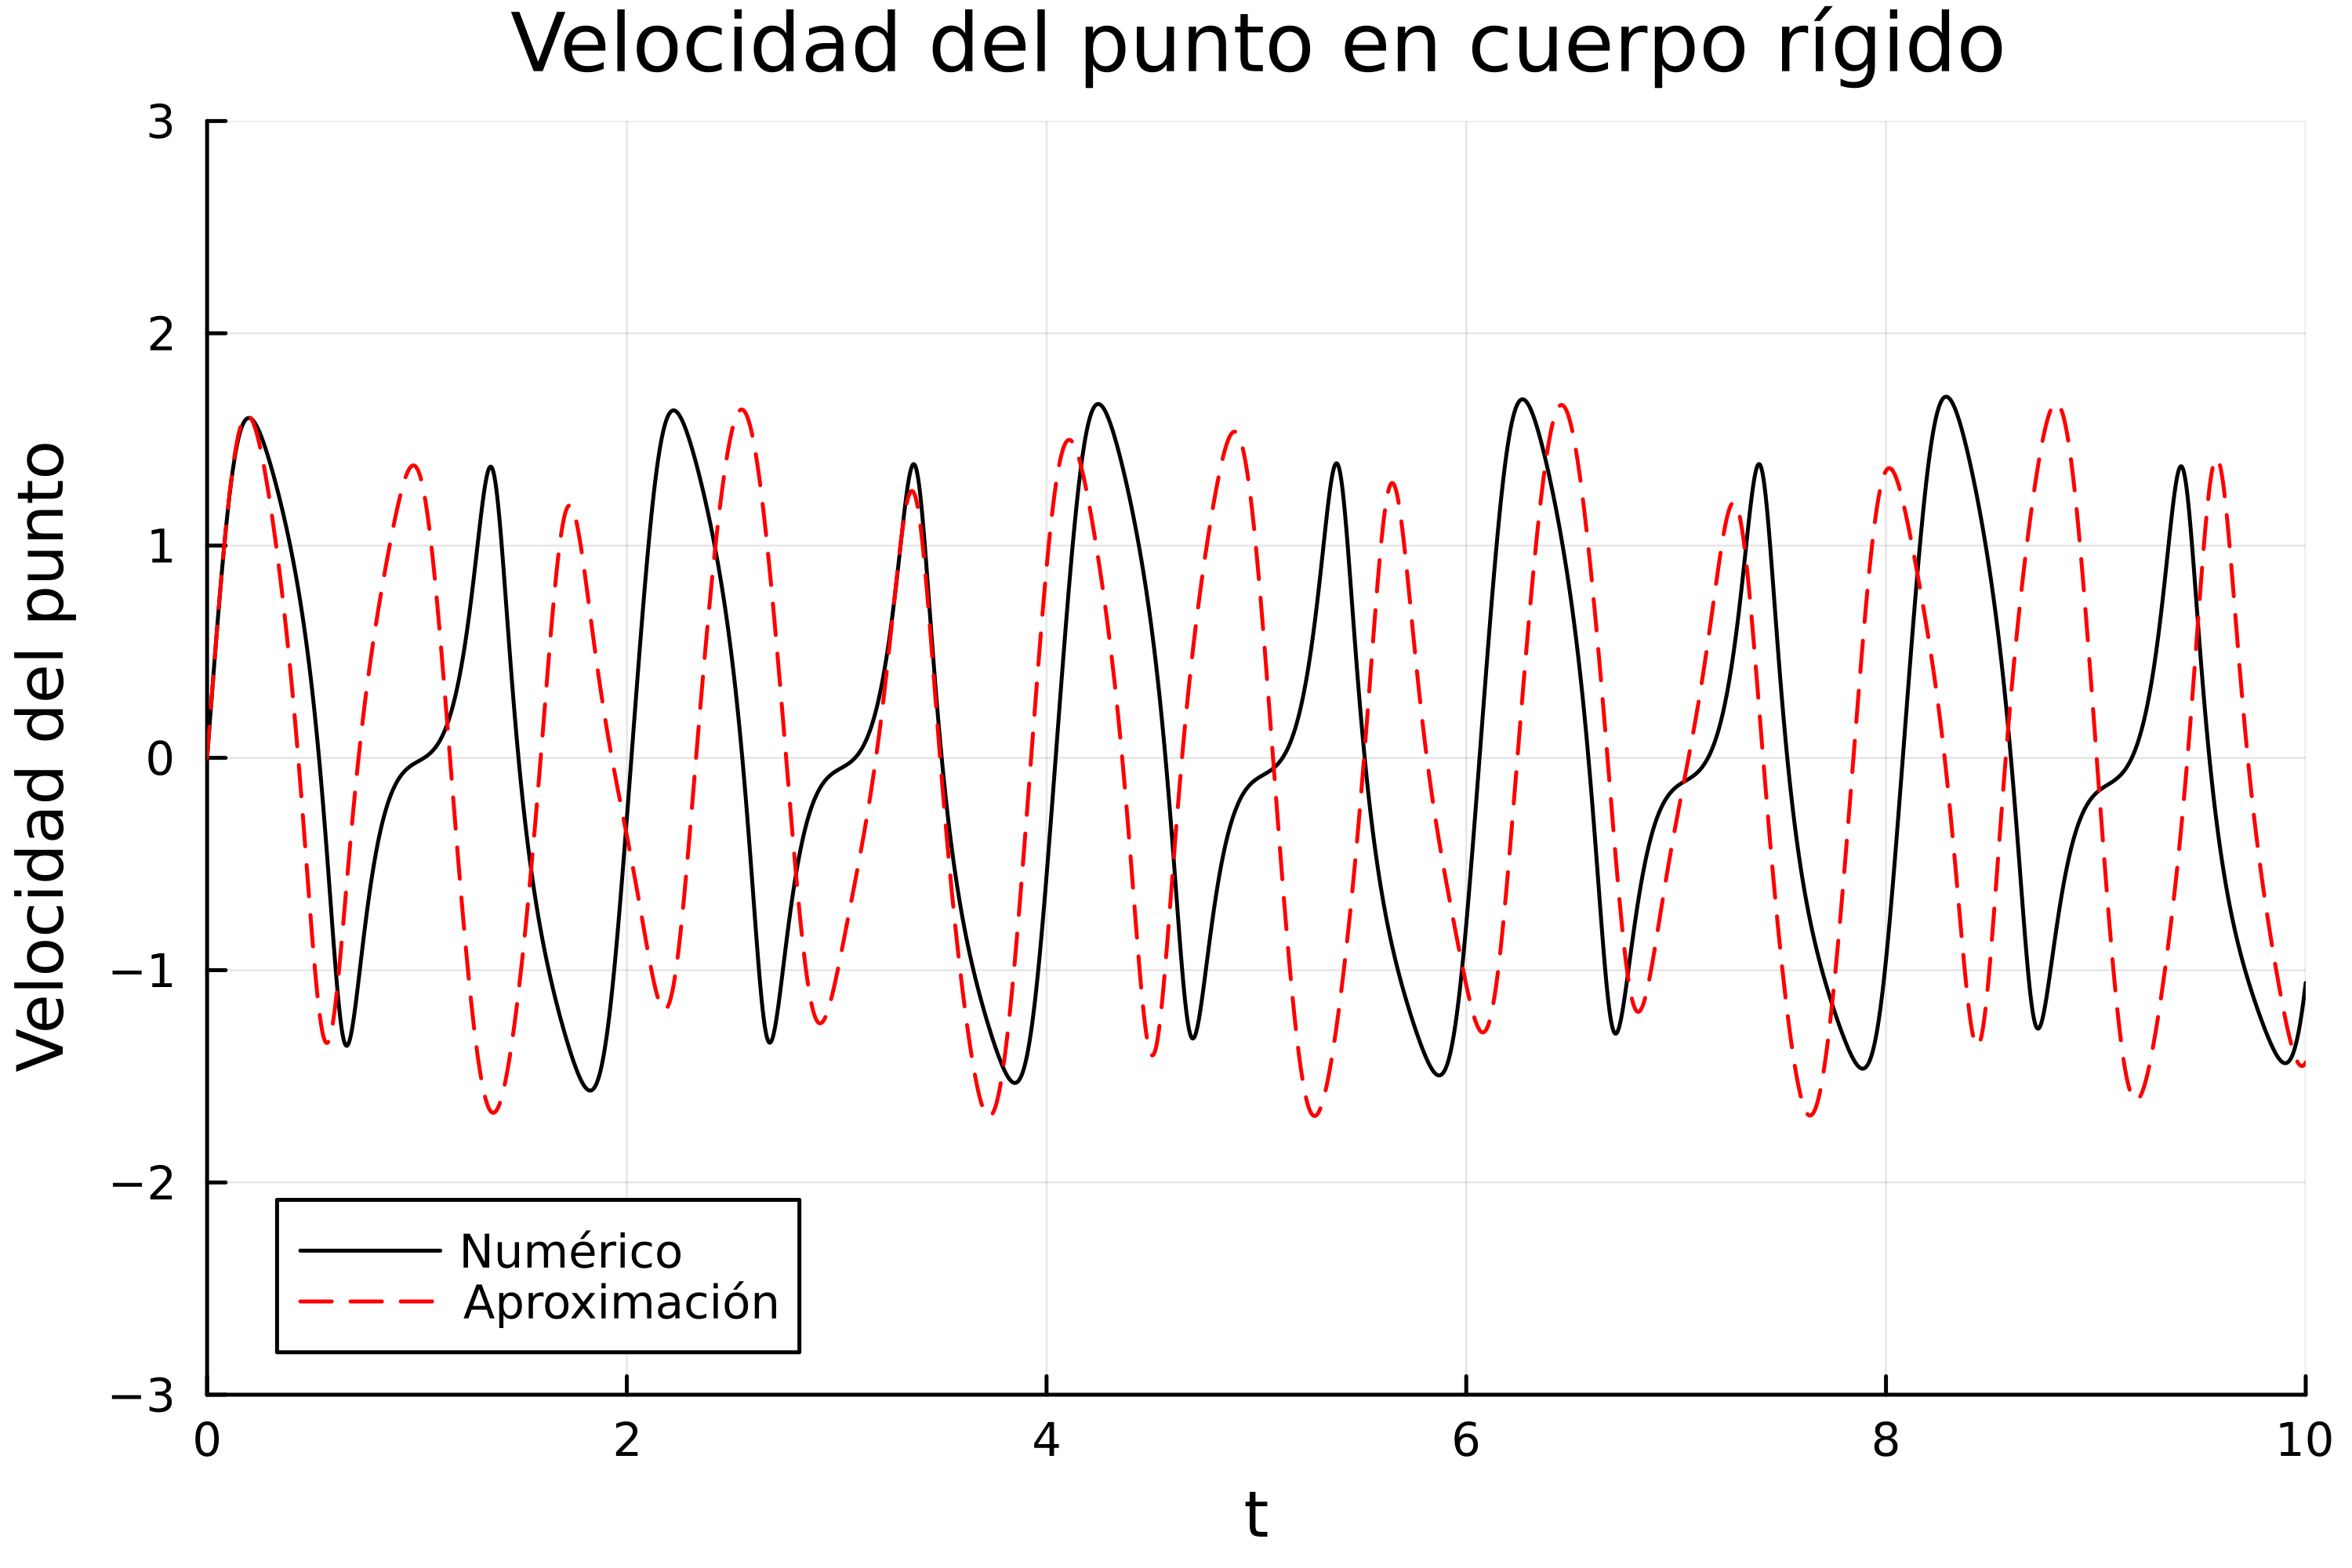 Velocidad del punto en cuerpo rígido
Velocidad del punto
3
2
1
0
−1
−2
−3
Numérico
Aproximación
0 2 4 6 8 10
t